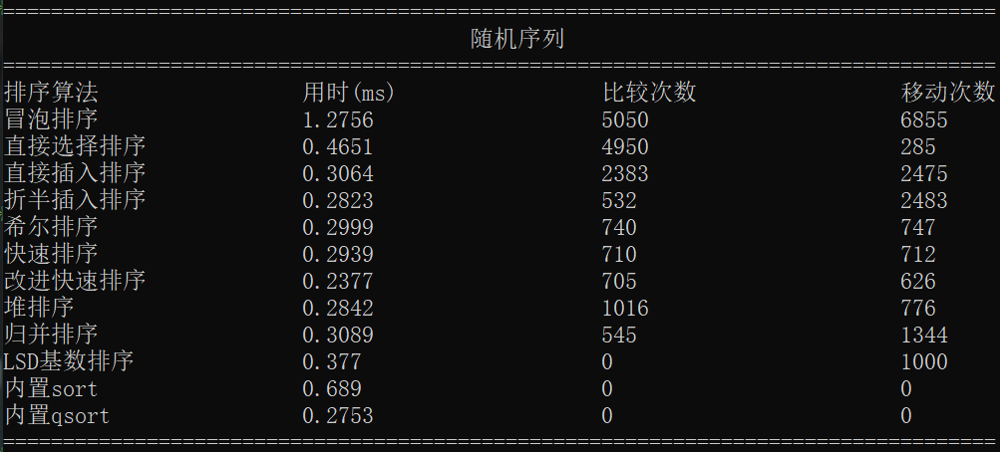 随机序列
排序算法 用时(ms) 比较次数 移动次数
冒泡排序 1.2756 5050 6855
直接选择排序 0.4651 4950 285
直接插入排序 0.3064 2383 2475
折半插入排序 0.2823 532 2483
希尔排序 0.2999 740 747
快速排序 0.2939 710 712
改进快速排序 0.2377 705 626
堆排序 0.2842 1016 776
归并排序 0.3089 545 1344
LSD基数排序 0.377 0 1000
内置sort 0.689 0 0
内置qsort 0.2753 0 0